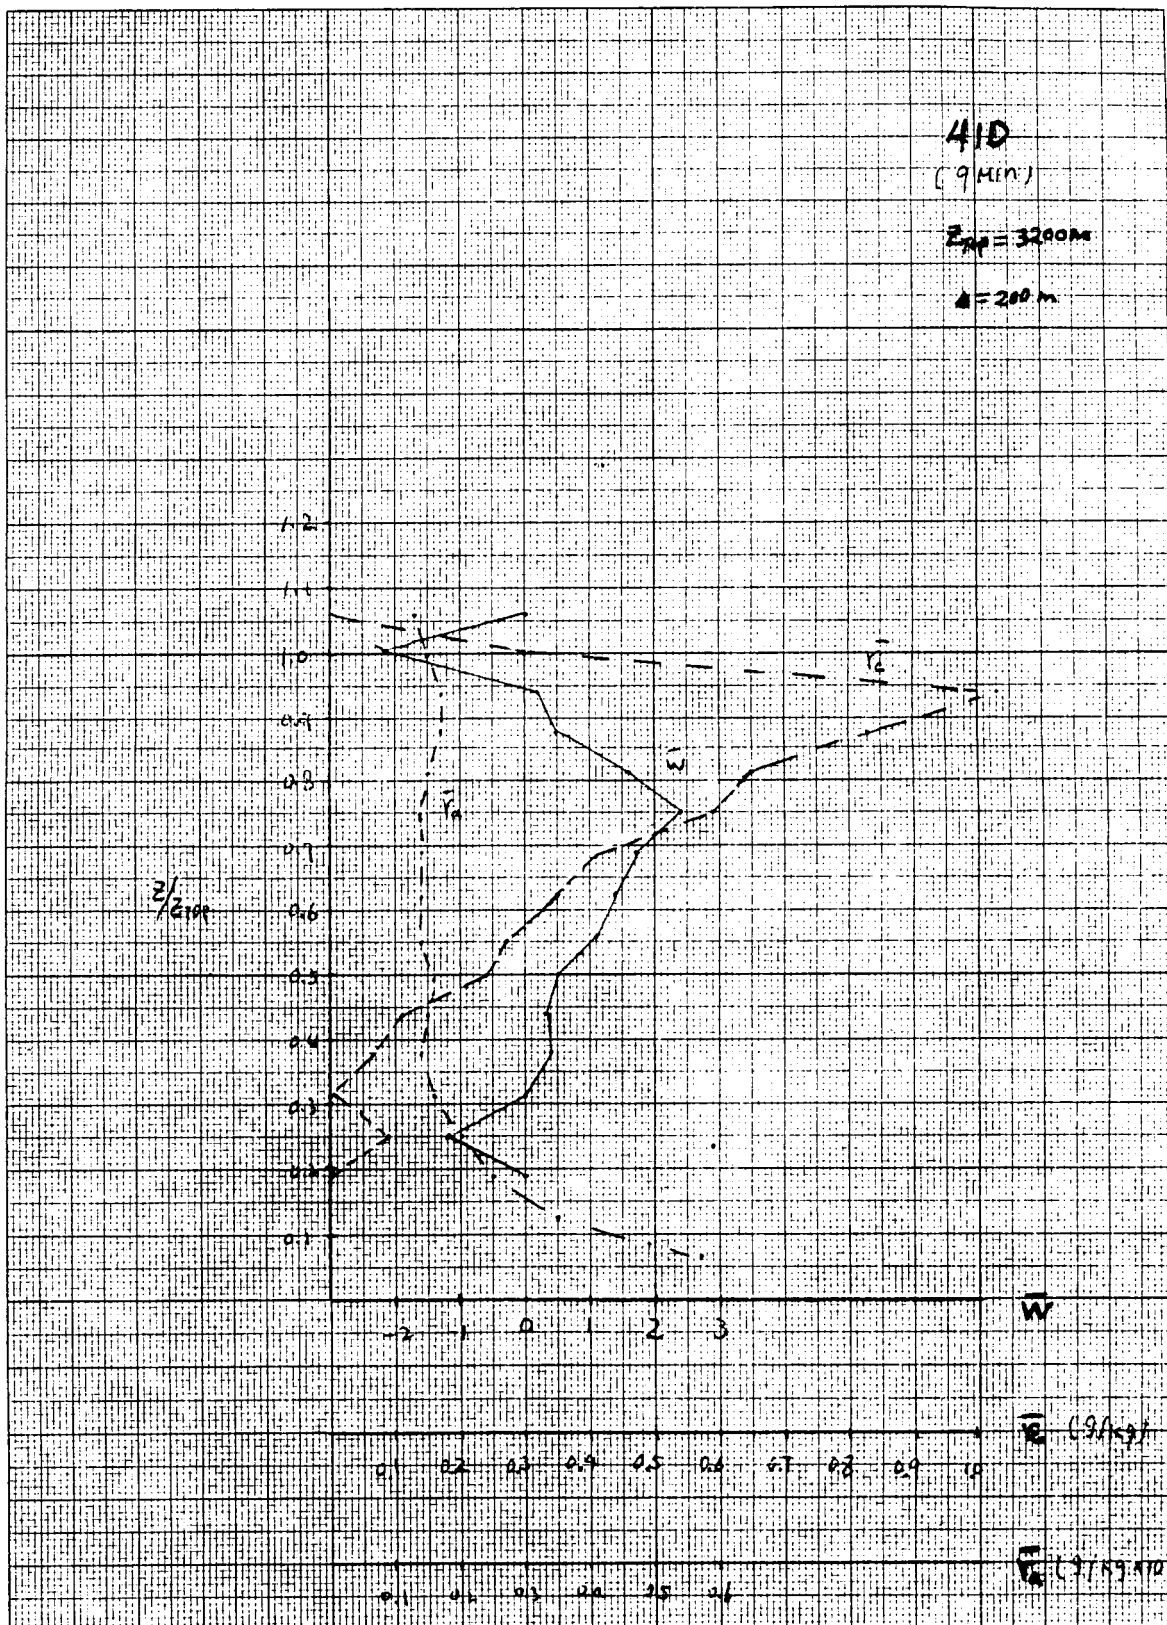 41D
(9 MIN)
ZTOP = 3200m
Δ = 200 m
1.2
1.1
1.0
r̅c
0.9
w̅
0.8
r̅a
0.7
Z/ZTOP
0.6
0.5
0.4
0.3
0.2
0.1
W̅
-2 -1 0 1 2 3
(g/kg)
0.1 0.2 0.3 0.4 0.5 0.6 0.7 0.8 0.9 1.0
0.1 0.2 0.3 0.4 0.5 0.6